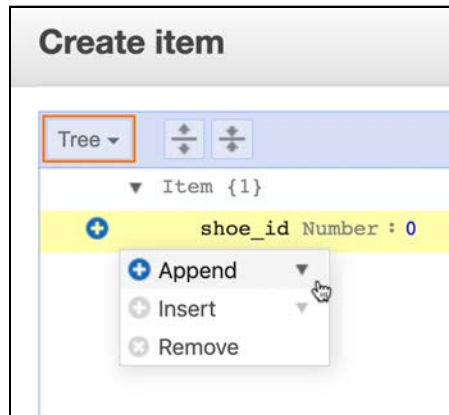 Create item
Tree
Item {1}
shoe_id Number : 0
Append
Insert
Remove